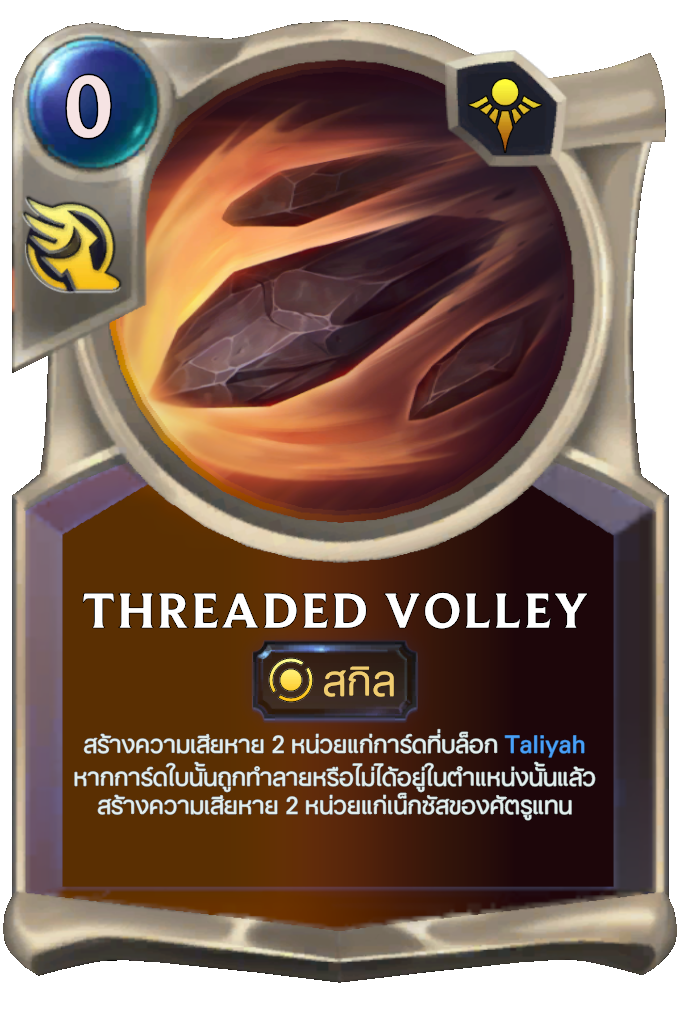 0
THREADED VOLLEY
สกิล
สร้างความเสียหาย 2 หน่วยแก่การ์ดที่บล็อก Taliyah
หากการ์ดใบนั้นถูกทำลายหรือไม่ได้อยู่ในตำแหน่งนั้นแล้ว
สร้างความเสียหาย 2 หน่วยแก่เน็กซัสของศัตรูแทน